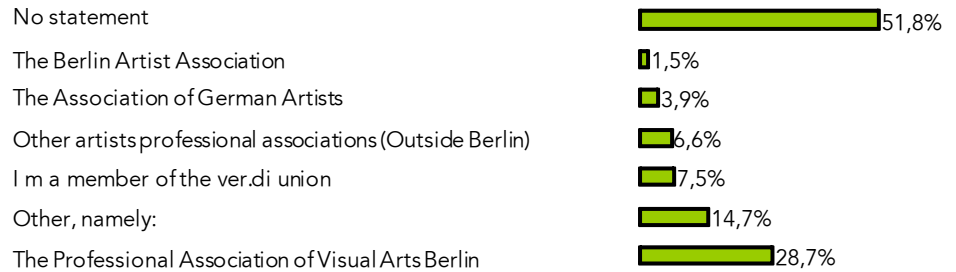 No statement 51,8%
The Berlin Artist Association 1,5%
The Association of German Artists 3,9%
Other artists professional associations (Outside Berlin) 6,6%
I m a member of the ver.di union 7,5%
Other, namely: 14,7%
The Professional Association of Visual Arts Berlin 28,7%